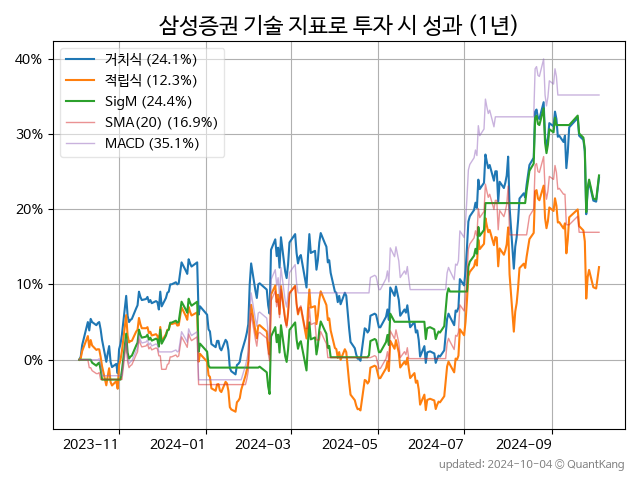 삼성증권 기술 지표로 투자 시 성과 (1년)
거치식 (24.1%)
적립식 (12.3%)
SigM (24.4%)
SMA(20) (16.9%)
MACD (35.1%)
40%
30%
20%
10%
0%
2023-11 2024-01 2024-03 2024-05 2024-07 2024-09
updated: 2024-10-04 © QuantKang